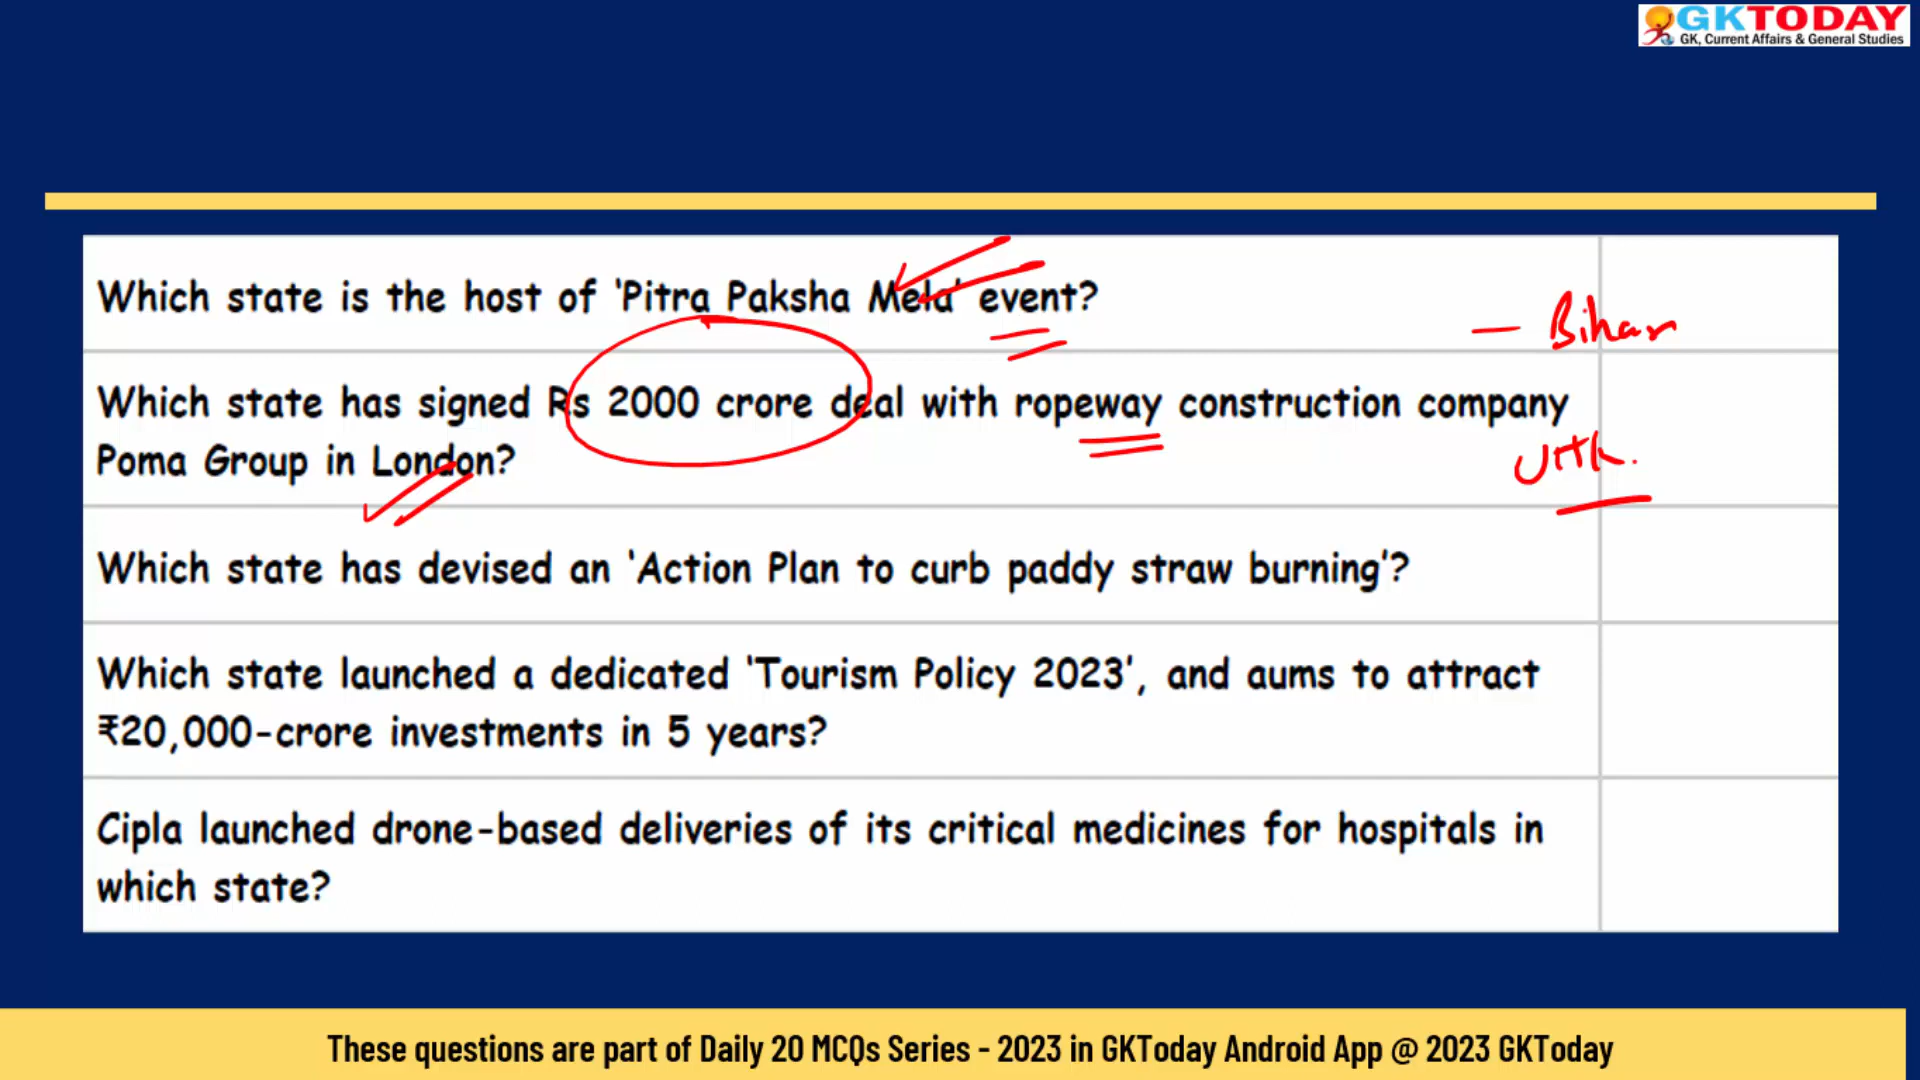 GKTODAY
GK, Current Affairs & General Studies
Which state is the host of 'Pitra Paksha Mela' event?
– Bihar
Which state has signed Rs 2000 crore deal with ropeway construction company
Poma Group in London?
UttK.
Which state has devised an 'Action Plan to curb paddy straw burning'?
Which state launched a dedicated 'Tourism Policy 2023', and aums to attract
₹20,000-crore investments in 5 years?
Cipla launched drone-based deliveries of its critical medicines for hospitals in
which state?
These questions are part of Daily 20 MCQs Series - 2023 in GKToday Android App @ 2023 GKToday